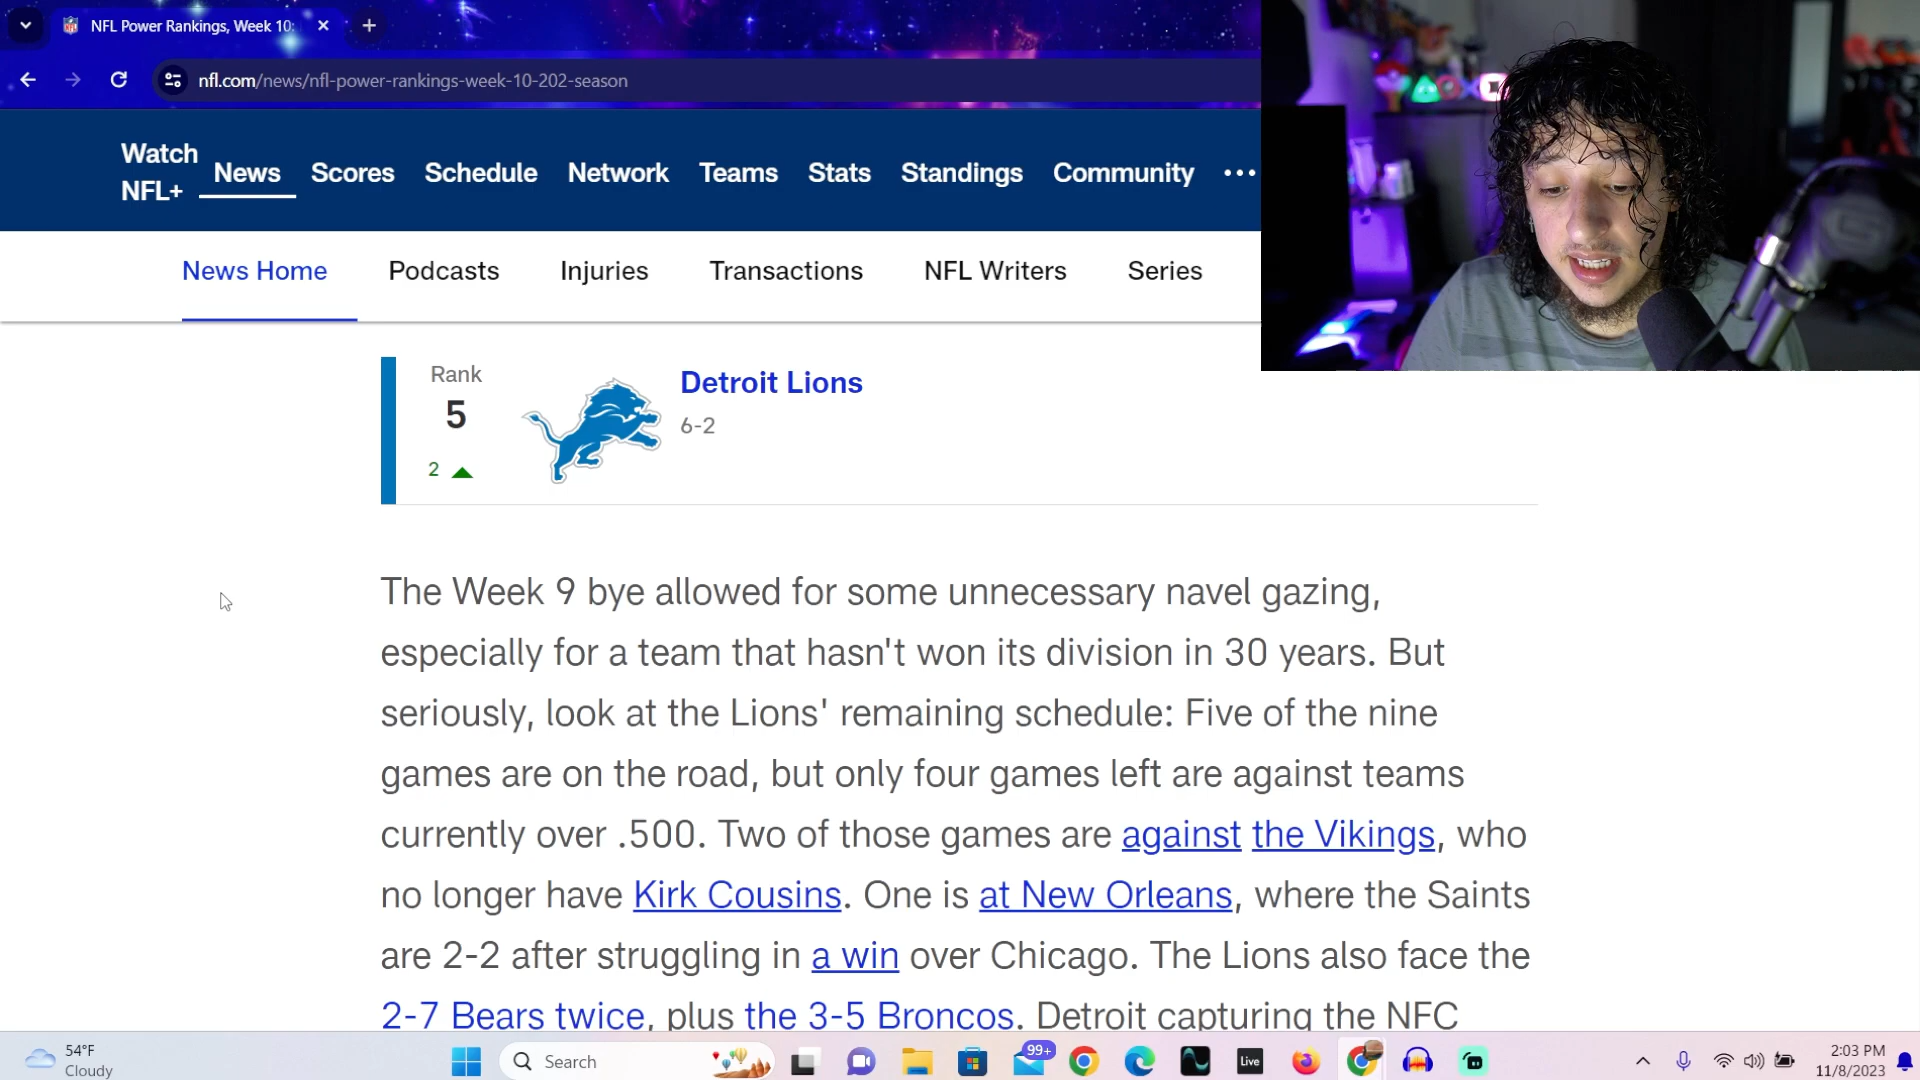 NFL Power Rankings, Week 10:
nfl.com/news/nfl-power-rankings-week-10-202-season
Watch
NFL+
News Scores Schedule Network Teams Stats Standings Community
News Home Podcasts Injuries Transactions NFL Writers Series
Rank
5
2
Detroit Lions
6-2
The Week 9 bye allowed for some unnecessary navel gazing,
especially for a team that hasn't won its division in 30 years. But
seriously, look at the Lions' remaining schedule: Five of the nine
games are on the road, but only four games left are against teams
currently over .500. Two of those games are against the Vikings, who
no longer have Kirk Cousins. One is at New Orleans, where the Saints
are 2-2 after struggling in a win over Chicago. The Lions also face the
2-7 Bears twice, plus the 3-5 Broncos. Detroit capturing the NFC
54°F
Cloudy
Search
99+
Live
2:03 PM
11/8/2023